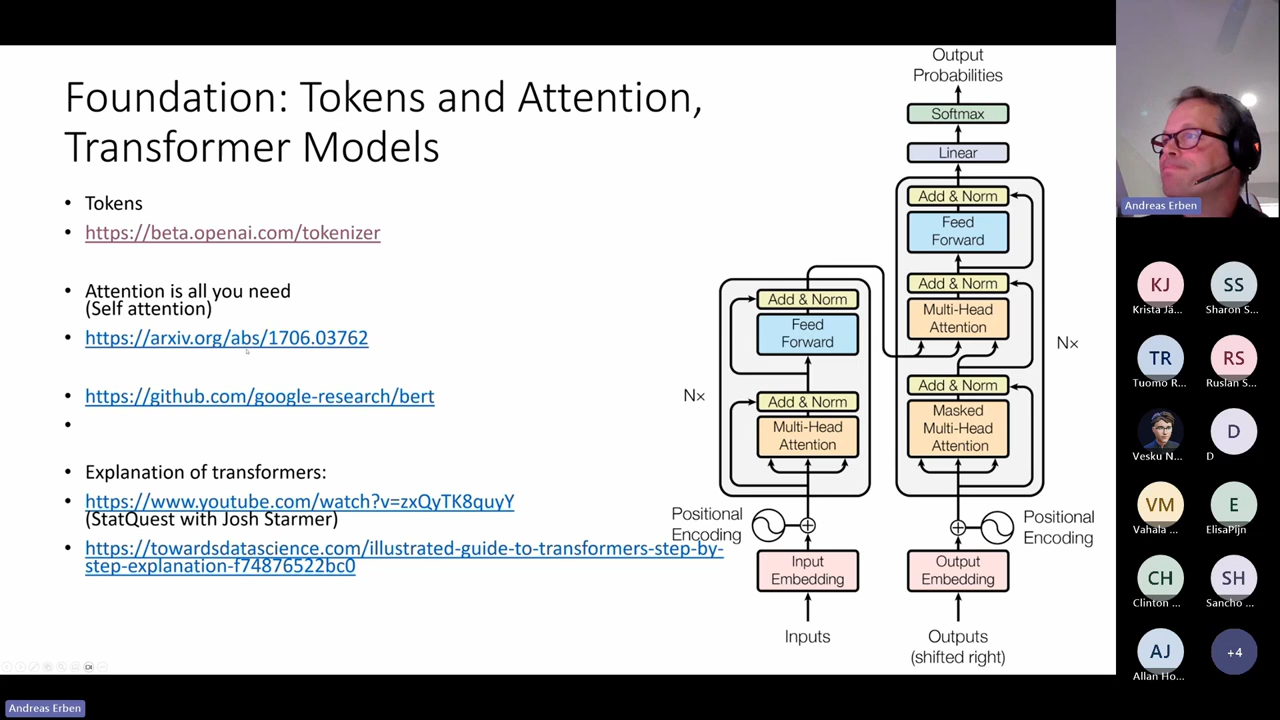 Foundation: Tokens and Attention,
Transformer Models
• Tokens
• https://beta.openai.com/tokenizer
• Attention is all you need
(Self attention)
• https://arxiv.org/abs/1706.03762
• https://github.com/google-research/bert
•
• Explanation of transformers:
• https://www.youtube.com/watch?v=zxQyTK8quyY
(StatQuest with Josh Starmer)
• https://towardsdatascience.com/illustrated-guide-to-transformers-step-by-
step-explanation-f74876522bc0
Output
Probabilities
Softmax
Linear
Add & Norm
Feed
Forward
Add & Norm
Multi-Head
Attention
Add & Norm
Masked
Multi-Head
Attention
N×
Add & Norm
Feed
Forward
N×
Add & Norm
Multi-Head
Attention
Positional
Encoding
Positional
Encoding
Input
Embedding
Output
Embedding
Inputs
Outputs
(shifted right)
Andreas Erben
KJ
SS
Krista Jä...
Sharon S...
TR
RS
Tuomo R...
Ruslan S...
D
Vesku N...
D
VM
E
Vahala ...
ElisaPijn
CH
SH
Clinton ...
Sancho ...
AJ
+4
Allan Ho...
Andreas Erben